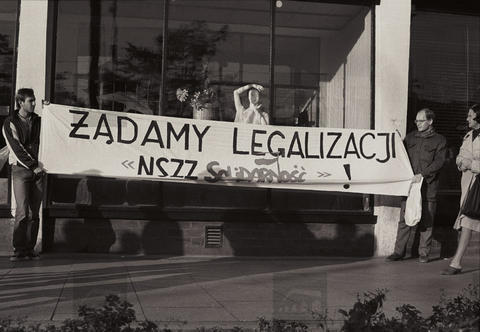 ŻĄDAMY LEGALIZACJI
« NSZZ Solidarność » !